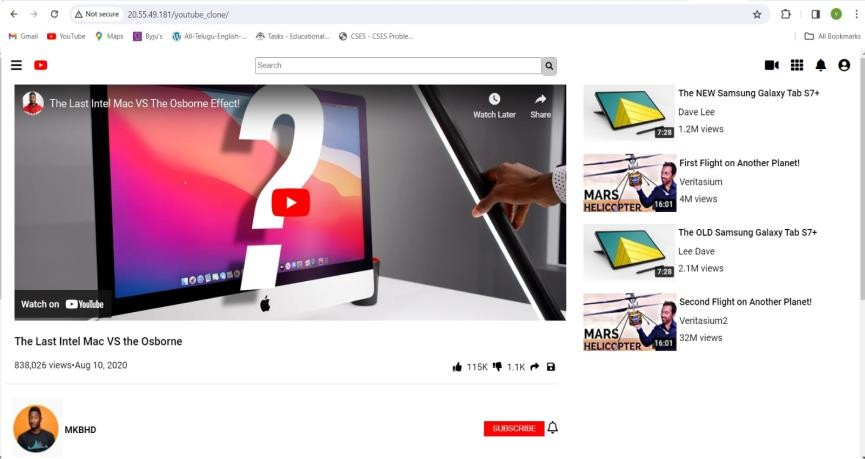 Not secure 20.55.49.181/youtube_clone/
Gmail YouTube Maps Byju's All-Telugu-English-... Tasks - Educational... CSES - CSES Proble... All Bookmarks
Search
The Last Intel Mac VS The Osborne Effect!
Watch Later Share
Watch on YouTube
The Last Intel Mac VS the Osborne
838,026 views•Aug 10, 2020
115K 1.1K
MKBHD
SUBSCRIBE
The NEW Samsung Galaxy Tab S7+
Dave Lee
1.2M views
7:28
First Flight on Another Planet!
Veritasium
4M views
MARS
HELICOPTER 16:01
The OLD Samsung Galaxy Tab S7+
Lee Dave
2.1M views
7:28
Second Flight on Another Planet!
Veritasium2
32M views
MARS
HELICOPTER 16:01